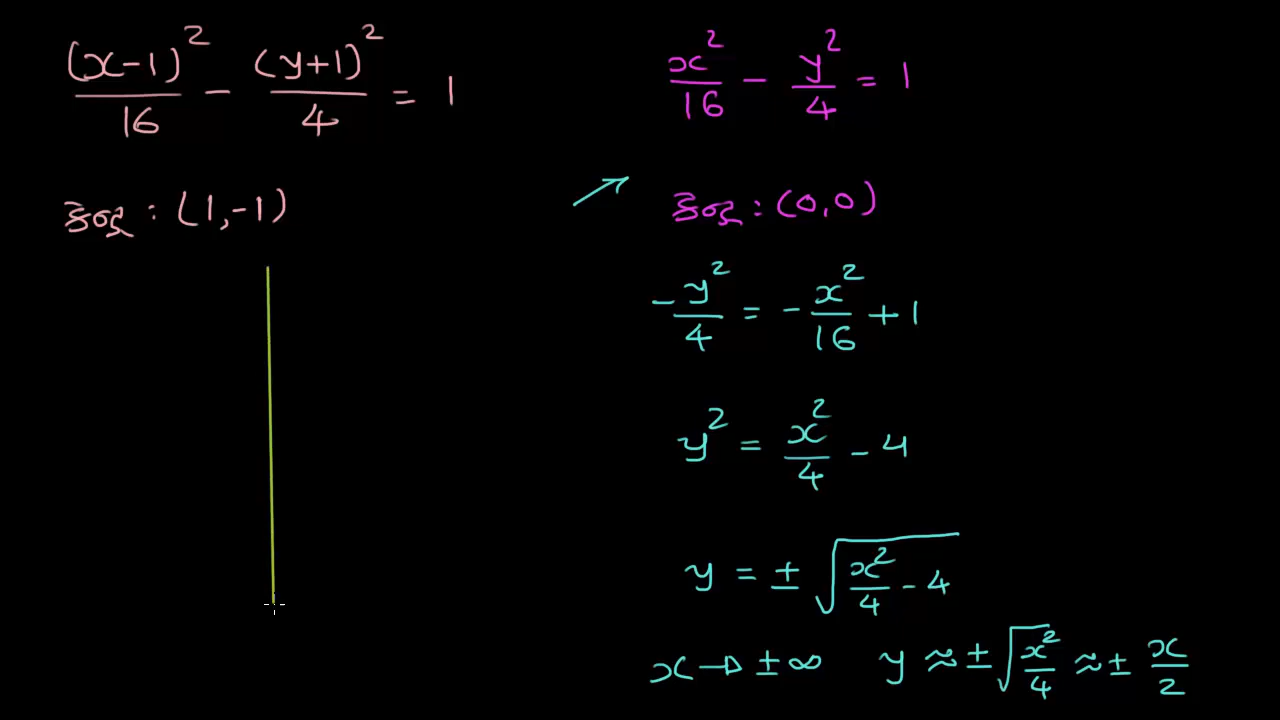 (x-1)²/16 - (y+1)²/4 = 1
: (1,-1)
x²/16 - y²/4 = 1
: (0,0)
-y²/4 = -x²/16 + 1
y² = x²/4 - 4
y = ± √(x²/4 - 4)
x → ± ∞ y ≈ ± √(x²/4) ≈ ± x/2